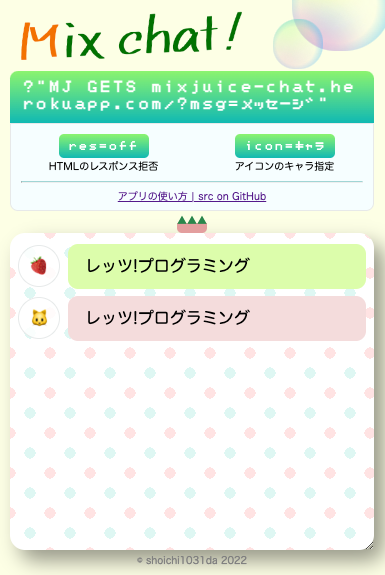 Mix chat!
?"MJ GETS mixjuice-chat.he
rokuapp.com/?msg=ﾒｯｾｰｼﾞ"
res=off
icon=ｷｬﾗ
HTMLのレスポンス拒否
アイコンのキャラ指定
アプリの使い方 | src on GitHub
レッツ!プログラミング
レッツ!プログラミング
© shoichi1031da 2022